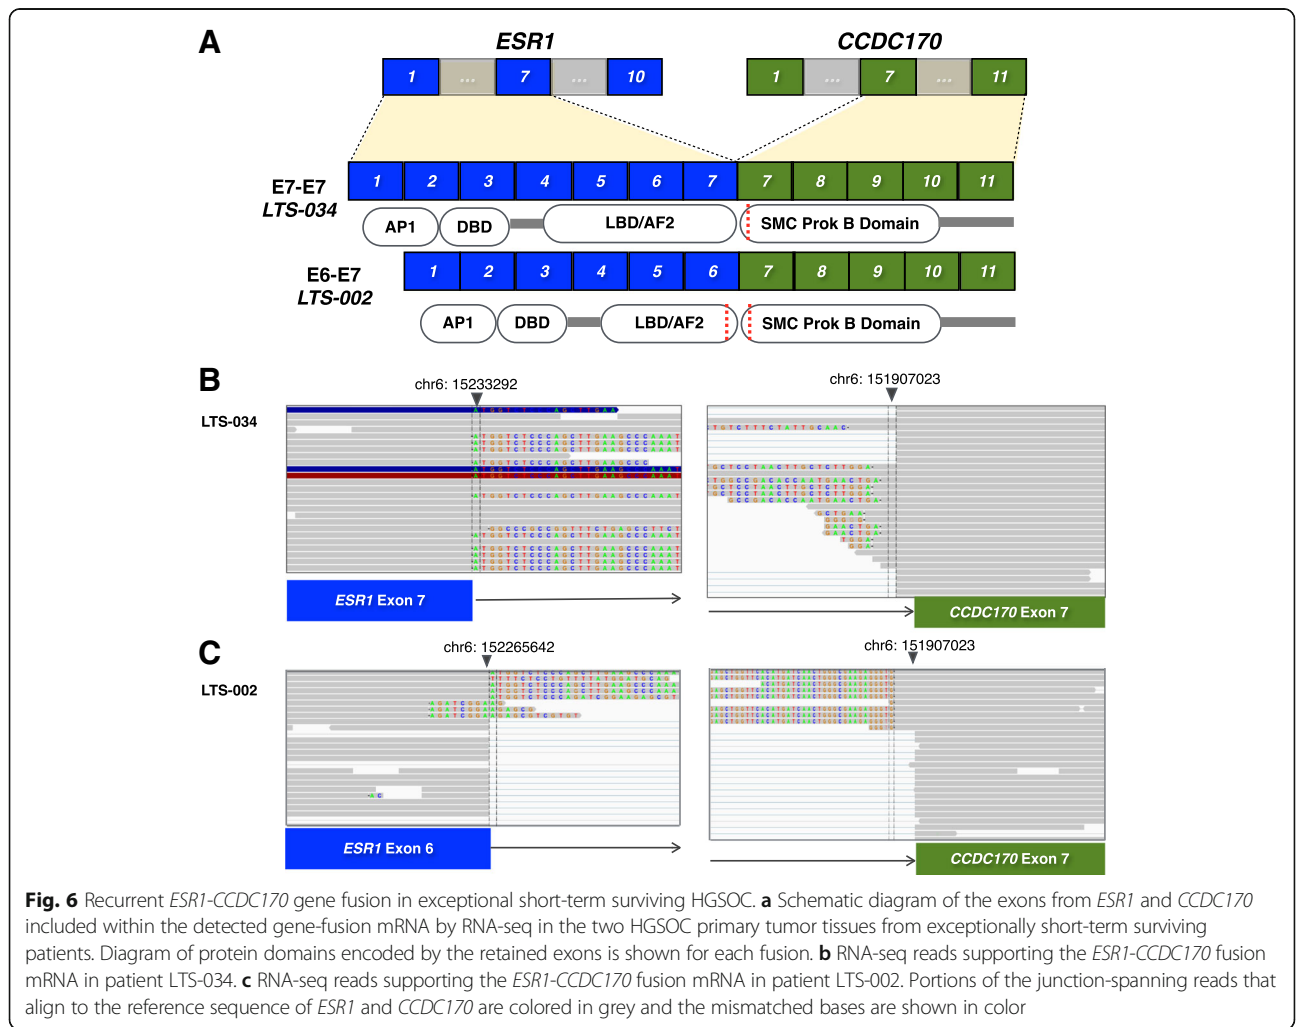 A
ESR1 CCDC170
1 ... 7 ... 10 1 ... 7 ... 11
E7-E7
LTS-034
1 2 3 4 5 6 7 7 8 9 10 11
AP1 DBD LBD/AF2 SMC Prok B Domain
E6-E7
LTS-002
1 2 3 4 5 6 7 8 9 10 11
AP1 DBD LBD/AF2 SMC Prok B Domain
B
chr6: 15233292 chr6: 151907023
LTS-034
ESR1 Exon 7 CCDC170 Exon 7
C
chr6: 152265642 chr6: 151907023
LTS-002
ESR1 Exon 6 CCDC170 Exon 7
Fig. 6 Recurrent ESR1-CCDC170 gene fusion in exceptional short-term surviving HGSOC. a Schematic diagram of the exons from ESR1 and CCDC170
included within the detected gene-fusion mRNA by RNA-seq in the two HGSOC primary tumor tissues from exceptionally short-term surviving
patients. Diagram of protein domains encoded by the retained exons is shown for each fusion. b RNA-seq reads supporting the ESR1-CCDC170 fusion
mRNA in patient LTS-034. c RNA-seq reads supporting the ESR1-CCDC170 fusion mRNA in patient LTS-002. Portions of the junction-spanning reads that
align to the reference sequence of ESR1 and CCDC170 are colored in grey and the mismatched bases are shown in color